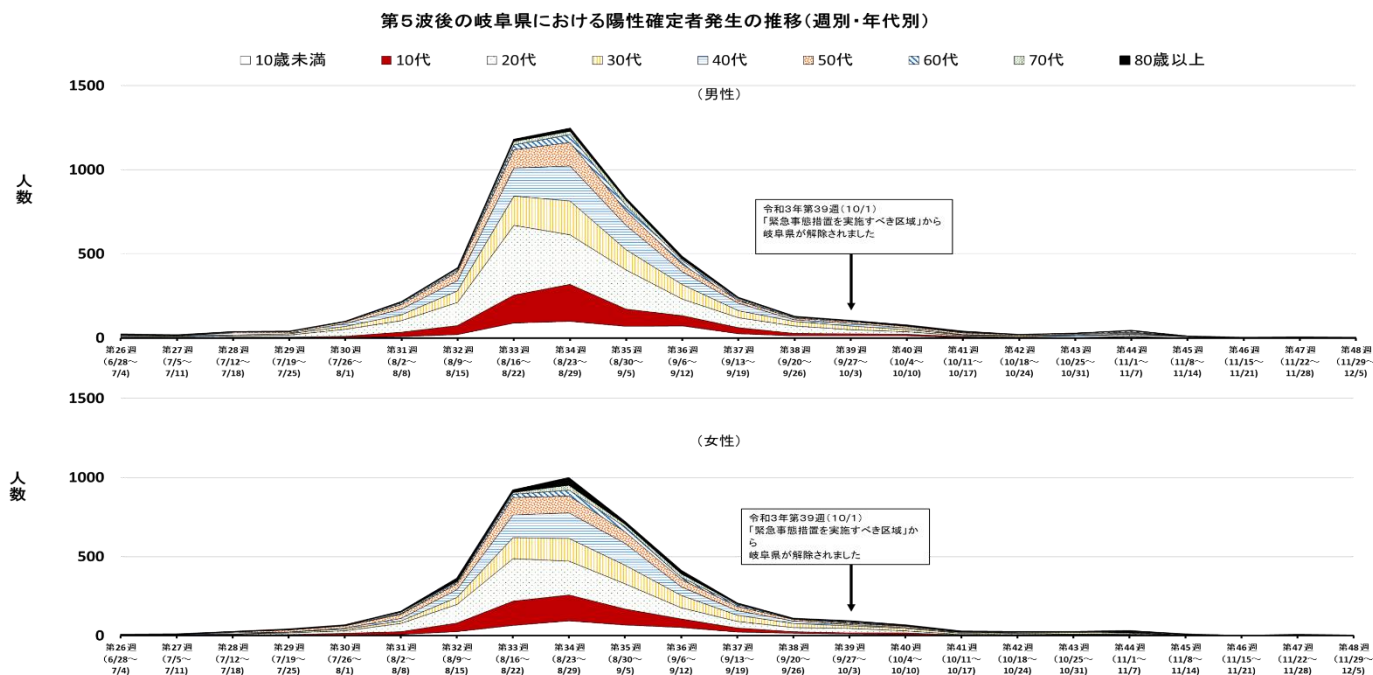 第5波後の岐阜県における陽性確定者発生の推移(週別・年代別)
□10歳未満 ■10代 □20代 □30代 □40代 □50代 □60代 □70代 ■80歳以上
(男性)
人数
1500
1000
500
0
令和3年第39週(10/1)
「緊急事態措置を実施すべき区域」から
岐阜県が解除されました
第26週 第27週 第28週 第29週 第30週 第31週 第32週 第33週 第34週 第35週 第36週 第37週 第38週 第39週 第40週 第41週 第42週 第43週 第44週 第45週 第46週 第47週 第48週
(6/28～ (7/5～ (7/12～ (7/19～ (7/26～ (8/2～ (8/9～ (8/16～ (8/23～ (8/30～ (9/6～ (9/13～ (9/20～ (9/27～ (10/4～ (10/11～ (10/18～ (10/25～ (11/1～ (11/8～ (11/15～ (11/22～ (11/29～
7/4) 7/11) 7/18) 7/25) 8/1) 8/8) 8/15) 8/22) 8/29) 9/5) 9/12) 9/19) 9/26) 10/3) 10/10) 10/17) 10/24) 10/31) 11/7) 11/14) 11/21) 11/28) 12/5)
(女性)
人数
1500
1000
500
0
令和3年第39週(10/1)
「緊急事態措置を実施すべき区域」か
ら
岐阜県が解除されました
第26週 第27週 第28週 第29週 第30週 第31週 第32週 第33週 第34週 第35週 第36週 第37週 第38週 第39週 第40週 第41週 第42週 第43週 第44週 第45週 第46週 第47週 第48週
(6/28～ (7/5～ (7/12～ (7/19～ (7/26～ (8/2～ (8/9～ (8/16～ (8/23～ (8/30～ (9/6～ (9/13～ (9/20～ (9/27～ (10/4～ (10/11～ (10/18～ (10/25～ (11/1～ (11/8～ (11/15～ (11/22～ (11/29～
7/4) 7/11) 7/18) 7/25) 8/1) 8/8) 8/15) 8/22) 8/29) 9/5) 9/12) 9/19) 9/26) 10/3) 10/10) 10/17) 10/24) 10/31) 11/7) 11/14) 11/21) 11/28) 12/5)